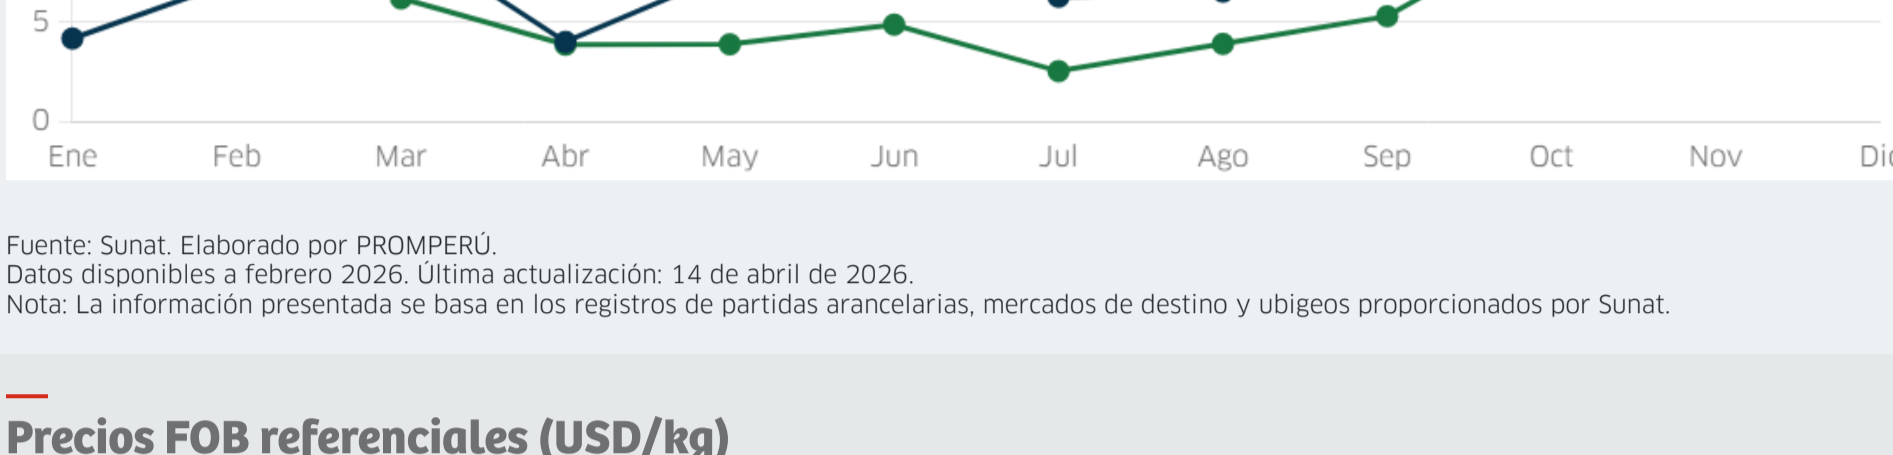 5
0
Ene Feb Mar Abr May Jun Jul Ago Sep Oct Nov
Fuente: Sunat. Elaborado por PROMPERÚ.
Datos disponibles a febrero 2026. Última actualización: 14 de abril de 2026.
Nota: La información presentada se basa en los registros de partidas arancelarias, mercados de destino y ubigeos proporcionados por Sunat.
Precios FOB referenciales (USD/kg)